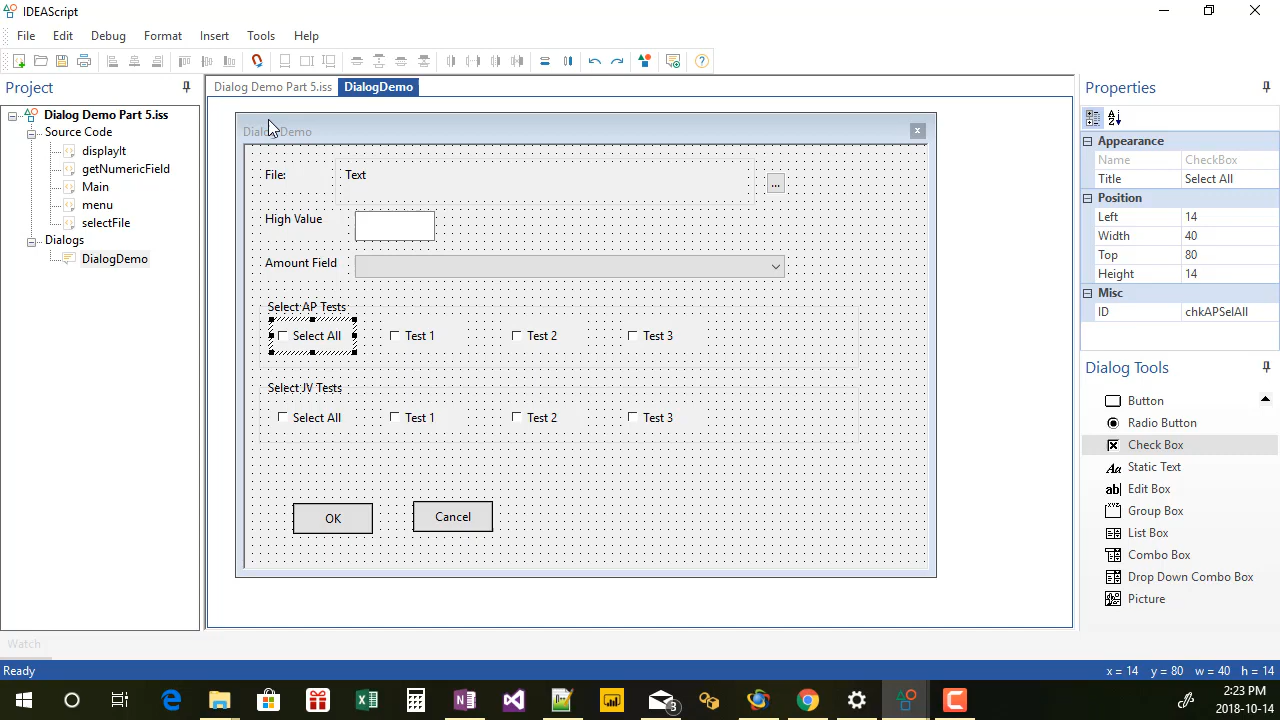 IDEAScript
File Edit Debug Format Insert Tools Help
Project
Dialog Demo Part 5.iss
Source Code
displayIt
getNumericField
Main
menu
selectFile
Dialogs
DialogDemo
Dialog Demo Part 5.iss DialogDemo
DialogDemo
File: Text ...
High Value
Amount Field
Select AP Tests
Select All Test 1 Test 2 Test 3
Select JV Tests
Select All Test 1 Test 2 Test 3
OK Cancel
Properties
Appearance
Name CheckBox
Title Select All
Position
Left 14
Width 40
Top 80
Height 14
Misc
ID chkAPSelAll
Dialog Tools
Button
Radio Button
Check Box
Static Text
Edit Box
Group Box
List Box
Combo Box
Drop Down Combo Box
Picture
Watch
Ready x = 14 y = 80 w = 40 h = 14
3
2:23 PM
2018-10-14